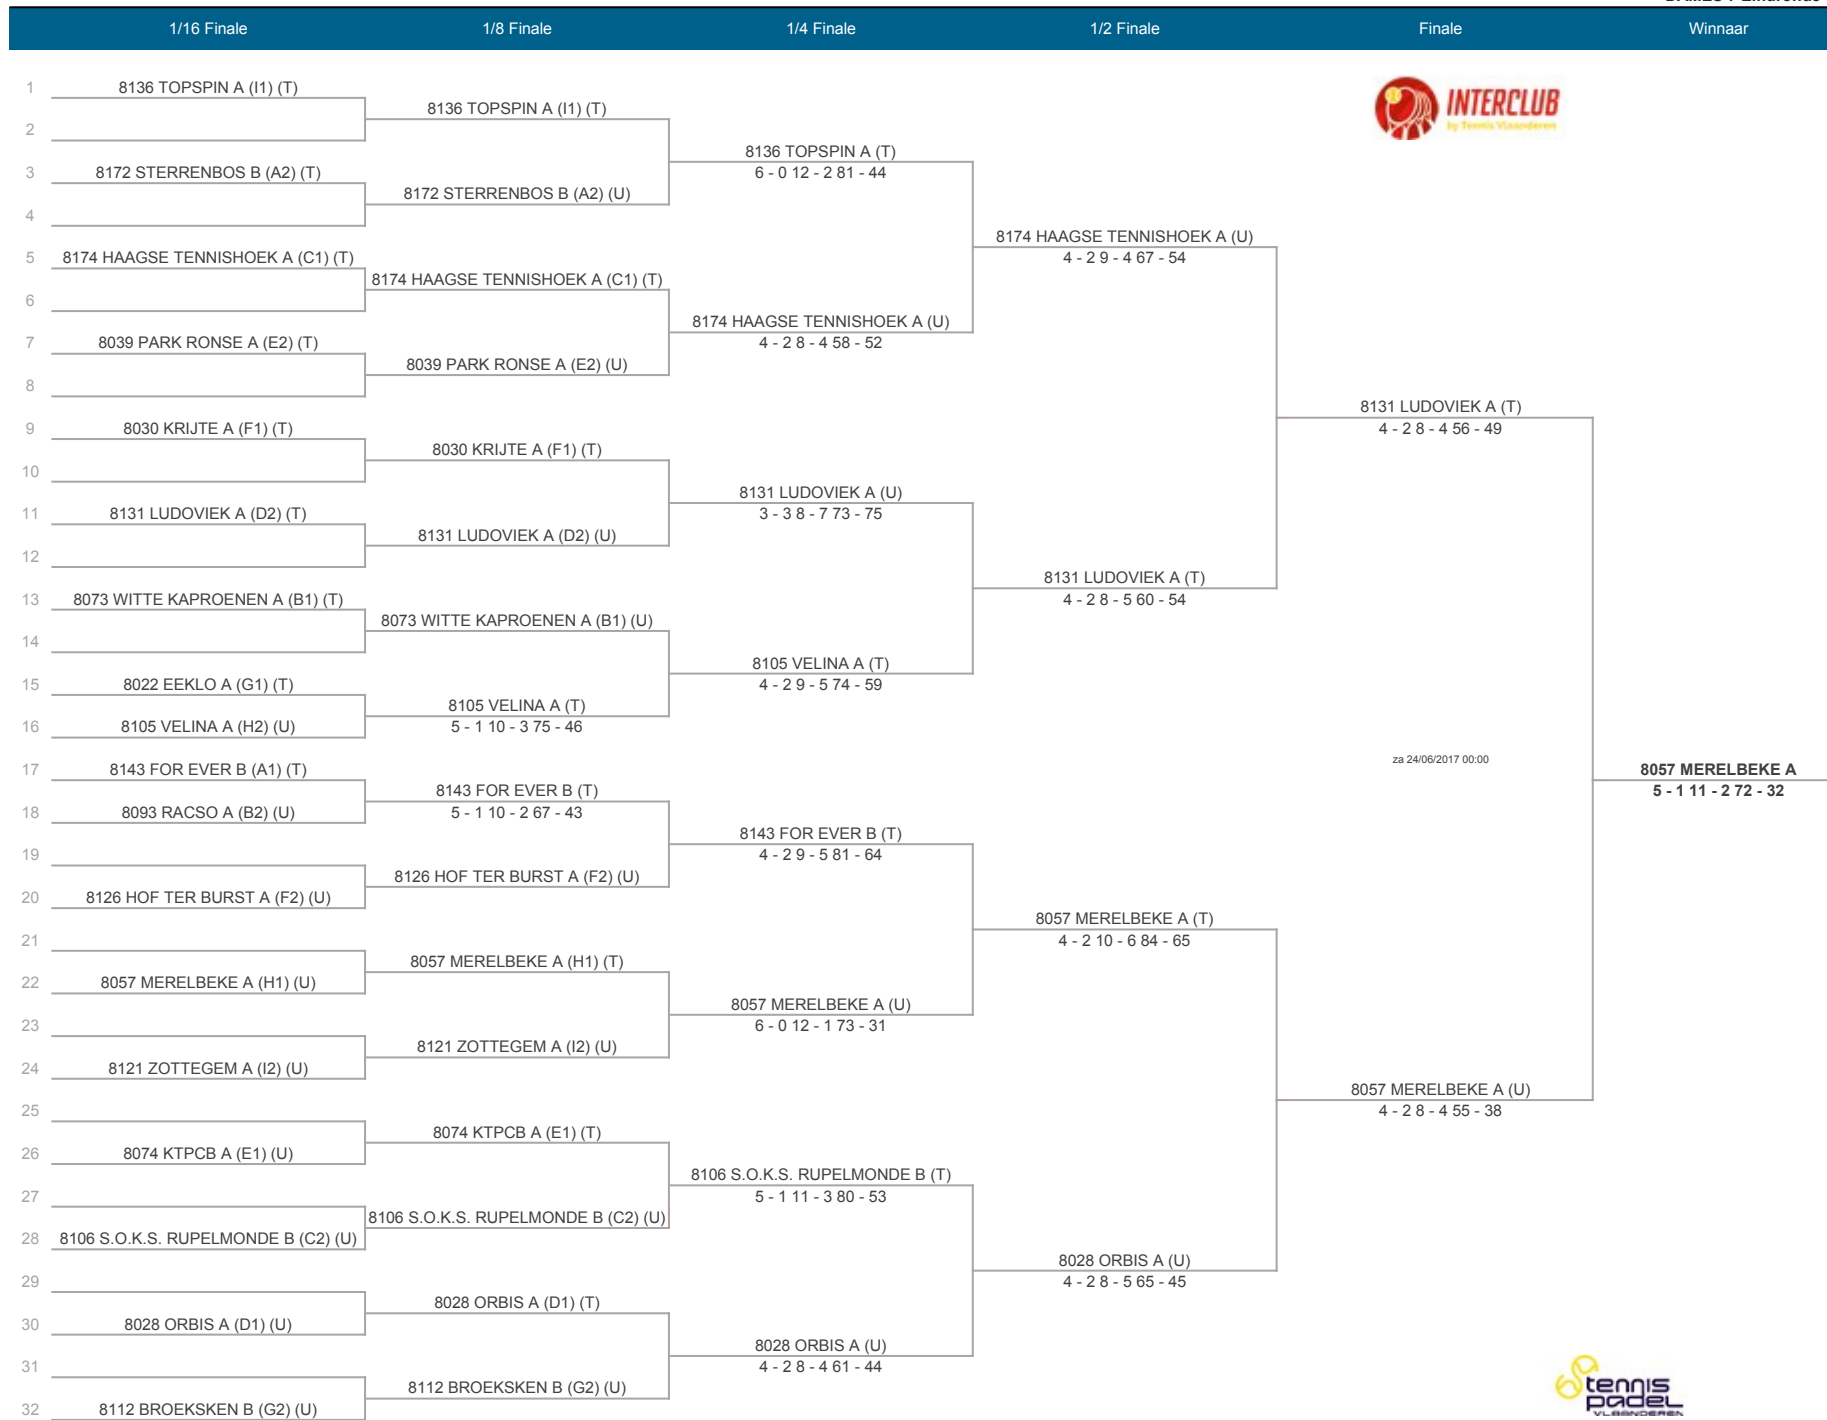 1/16 Finale 1/8 Finale 1/4 Finale 1/2 Finale Finale Winnaar
INTERCLUB
by Tennis Vlaanderen
1 8136 TOPSPIN A (I1) (T)
8136 TOPSPIN A (I1) (T)
2
8136 TOPSPIN A (T)
6 - 0 12 - 2 81 - 44
3 8172 STERRENBOS B (A2) (T)
8172 STERRENBOS B (A2) (U)
4
8174 HAAGSE TENNISHOEK A (U)
4 - 2 9 - 4 67 - 54
5 8174 HAAGSE TENNISHOEK A (C1) (T)
8174 HAAGSE TENNISHOEK A (C1) (T)
6
8174 HAAGSE TENNISHOEK A (U)
4 - 2 8 - 4 58 - 52
7 8039 PARK RONSE A (E2) (T)
8039 PARK RONSE A (E2) (U)
8
8131 LUDOVIEK A (T)
4 - 2 8 - 4 56 - 49
9 8030 KRIJTE A (F1) (T)
8030 KRIJTE A (F1) (T)
10
8131 LUDOVIEK A (U)
3 - 3 8 - 7 73 - 75
11 8131 LUDOVIEK A (D2) (T)
8131 LUDOVIEK A (D2) (U)
12
8131 LUDOVIEK A (T)
4 - 2 8 - 5 60 - 54
13 8073 WITTE KAPROENEN A (B1) (T)
8073 WITTE KAPROENEN A (B1) (U)
14
8105 VELINA A (T)
4 - 2 9 - 5 74 - 59
15 8022 EEKLO A (G1) (T)
8105 VELINA A (T)
5 - 1 10 - 3 75 - 46
16 8105 VELINA A (H2) (U)
za 24/06/2017 00:00
8057 MERELBEKE A
5 - 1 11 - 2 72 - 32
17 8143 FOR EVER B (A1) (T)
8143 FOR EVER B (T)
5 - 1 10 - 2 67 - 43
18 8093 RACSO A (B2) (U)
8143 FOR EVER B (T)
4 - 2 9 - 5 81 - 64
19
8126 HOF TER BURST A (F2) (U)
20 8126 HOF TER BURST A (F2) (U)
8057 MERELBEKE A (T)
4 - 2 10 - 6 84 - 65
21
8057 MERELBEKE A (H1) (T)
22 8057 MERELBEKE A (H1) (U)
8057 MERELBEKE A (U)
6 - 0 12 - 1 73 - 31
23
8121 ZOTTEGEM A (I2) (U)
24 8121 ZOTTEGEM A (I2) (U)
8057 MERELBEKE A (U)
4 - 2 8 - 4 55 - 38
25
8074 KTPCB A (E1) (T)
26 8074 KTPCB A (E1) (U)
8106 S.O.K.S. RUPELMONDE B (T)
5 - 1 11 - 3 80 - 53
27
8106 S.O.K.S. RUPELMONDE B (C2) (U)
28 8106 S.O.K.S. RUPELMONDE B (C2) (U)
8028 ORBIS A (U)
4 - 2 8 - 5 65 - 45
29
8028 ORBIS A (D1) (T)
30 8028 ORBIS A (D1) (U)
8028 ORBIS A (U)
4 - 2 8 - 4 61 - 44
31
8112 BROEKSKEN B (G2) (U)
32 8112 BROEKSKEN B (G2) (U)
tennis
padel
VLAANDEREN